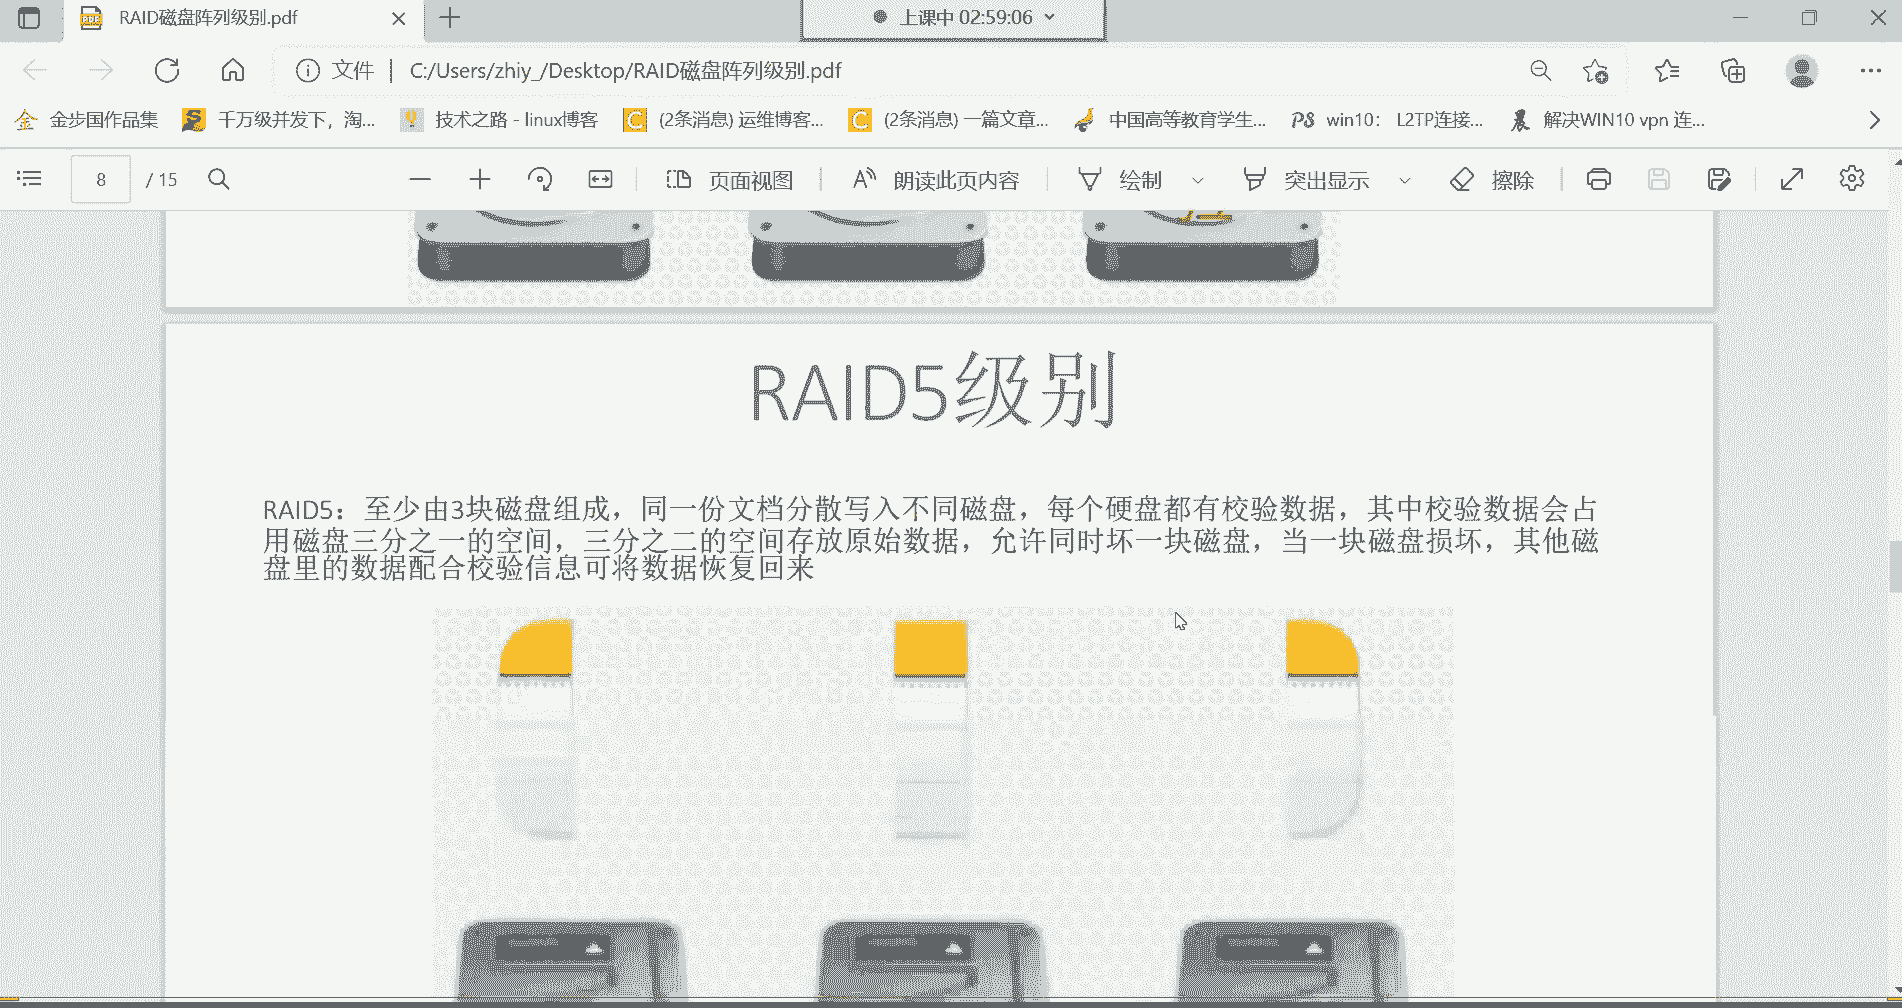 RAID磁盘阵列级别.pdf
上课中 02:59:06
文件
C:/Users/zhiy_/Desktop/RAID磁盘阵列级别.pdf
金步国作品集
千万级并发下，淘...
技术之路 - linux博客
(2条消息) 运维博客...
(2条消息) 一篇文章...
中国高等教育学生...
win10： L2TP连接...
解决WIN10 vpn 连...
8 / 15
页面视图
朗读此页内容
绘制
突出显示
擦除
RAID5级别
RAID5：至少由3块磁盘组成，同一份文档分散写入不同磁盘，每个硬盘都有校验数据，其中校验数据会占
用磁盘三分之一的空间，三分之二的空间存放原始数据，允许同时坏一块磁盘，当一块磁盘损坏，其他磁
盘里的数据配合校验信息可将数据恢复回来